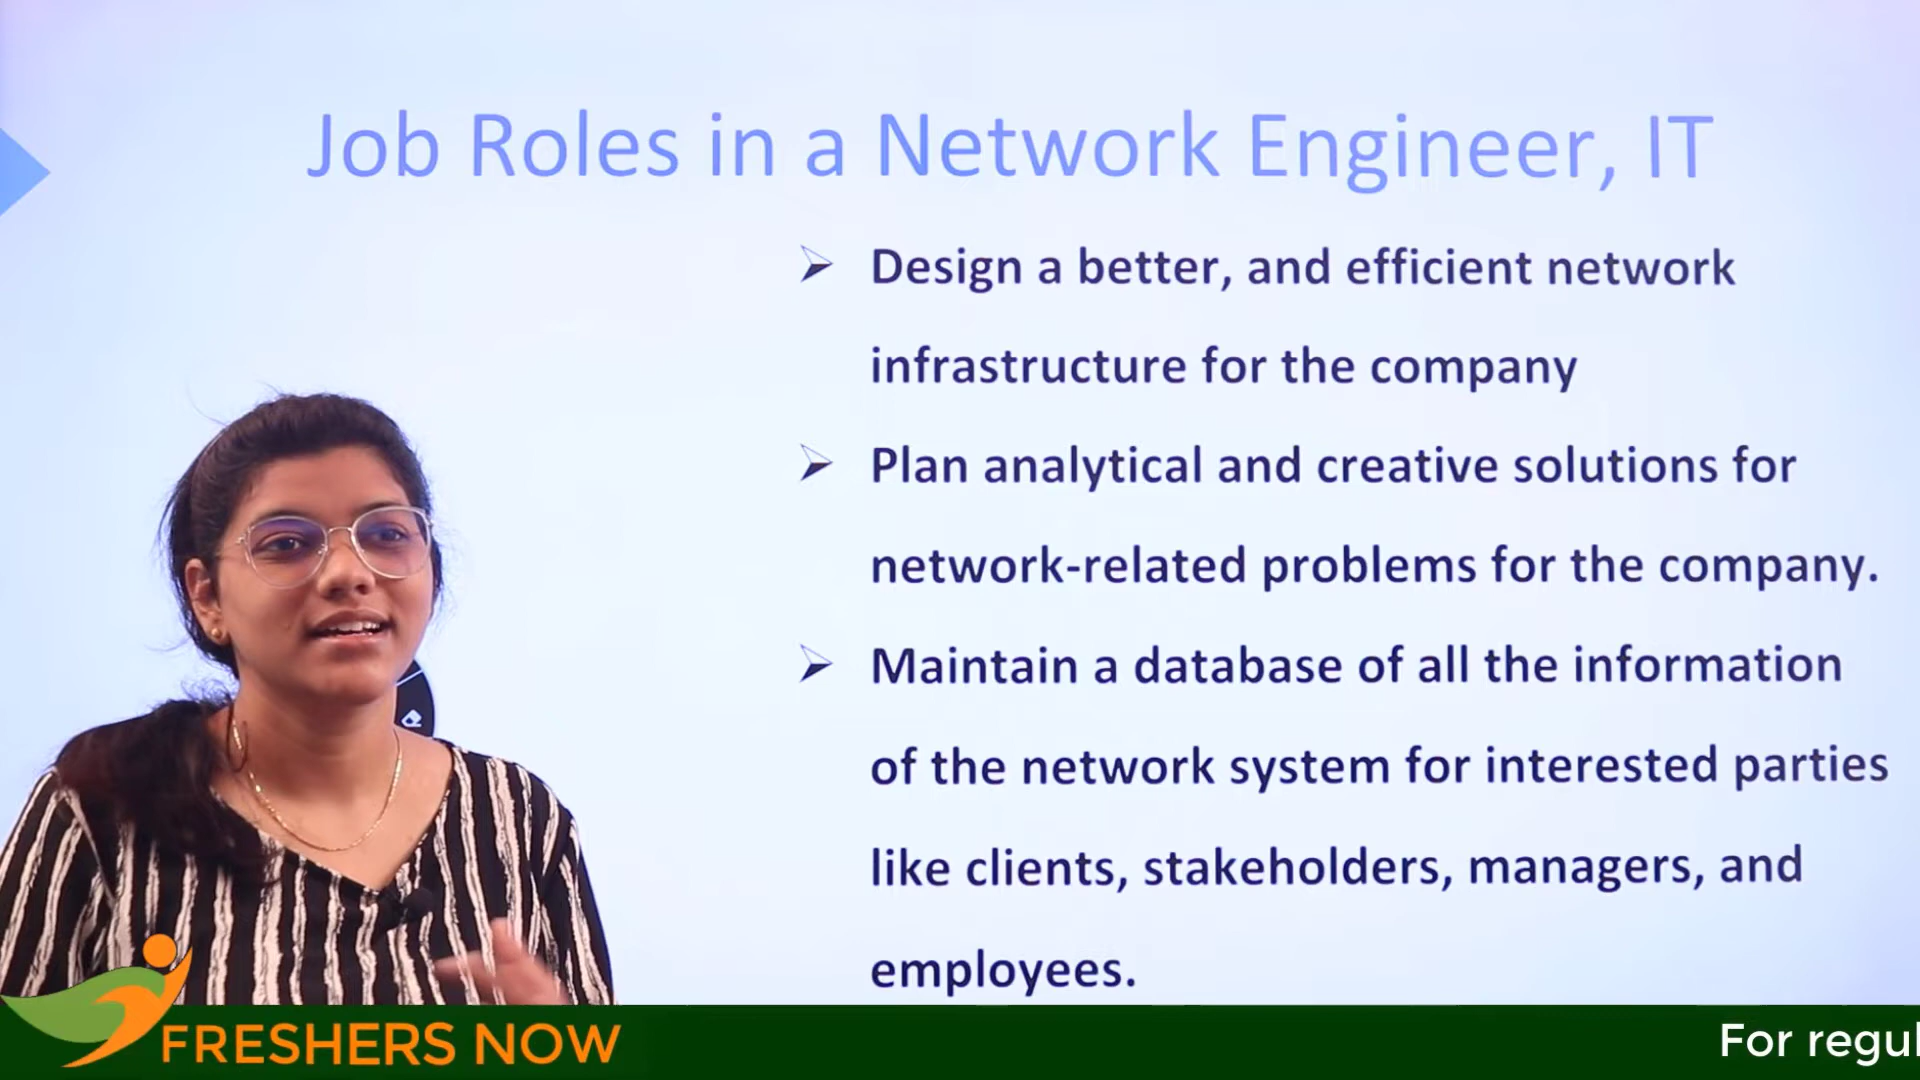 Job Roles in a Network Engineer, IT
Design a better, and efficient network
infrastructure for the company
Plan analytical and creative solutions for
network-related problems for the company.
Maintain a database of all the information
of the network system for interested parties
like clients, stakeholders, managers, and
employees.
FRESHERS NOW
For regul